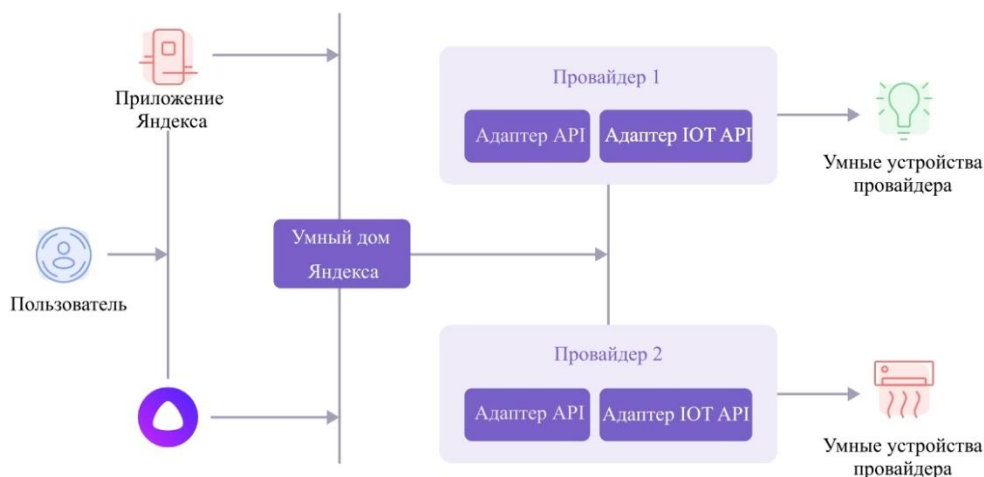 Приложение
Яндекса
Пользователь
Умный дом
Яндекса
Провайдер 1
Адаптер API
Адаптер IOT API
Умные устройства
провайдера
Провайдер 2
Адаптер API
Адаптер IOT API
Умные устройства
провайдера